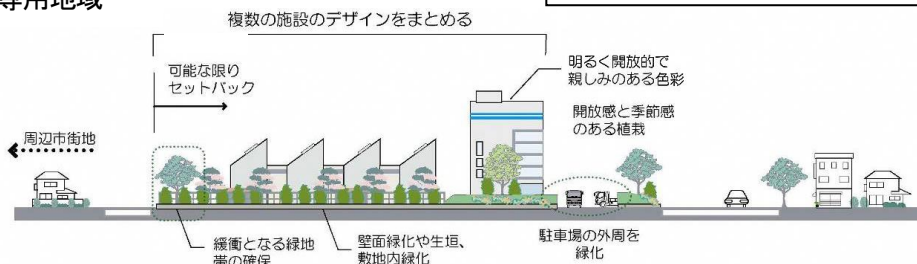 専用地域
複数の施設のデザインをまとめる
可能な限り
セットバック
明るく開放的で
親しみのある色彩
開放感と季節感
のある植栽
周辺市街地
緩衝となる緑地
帯の確保
壁面緑化や生垣、
敷地内緑化
駐車場の外周を
緑化